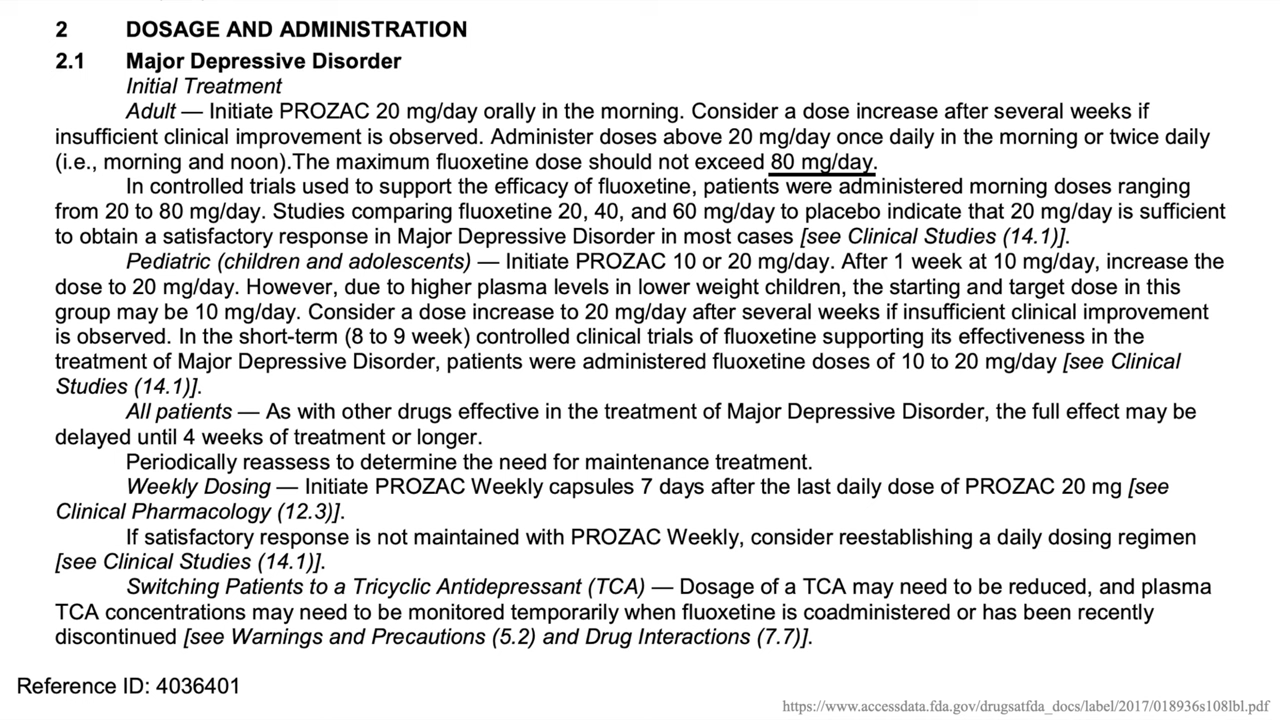 2 DOSAGE AND ADMINISTRATION
2.1 Major Depressive Disorder
Initial Treatment
Adult — Initiate PROZAC 20 mg/day orally in the morning. Consider a dose increase after several weeks if
insufficient clinical improvement is observed. Administer doses above 20 mg/day once daily in the morning or twice daily
(i.e., morning and noon).The maximum fluoxetine dose should not exceed 80 mg/day.
In controlled trials used to support the efficacy of fluoxetine, patients were administered morning doses ranging
from 20 to 80 mg/day. Studies comparing fluoxetine 20, 40, and 60 mg/day to placebo indicate that 20 mg/day is sufficient
to obtain a satisfactory response in Major Depressive Disorder in most cases [see Clinical Studies (14.1)].
Pediatric (children and adolescents) — Initiate PROZAC 10 or 20 mg/day. After 1 week at 10 mg/day, increase the
dose to 20 mg/day. However, due to higher plasma levels in lower weight children, the starting and target dose in this
group may be 10 mg/day. Consider a dose increase to 20 mg/day after several weeks if insufficient clinical improvement
is observed. In the short-term (8 to 9 week) controlled clinical trials of fluoxetine supporting its effectiveness in the
treatment of Major Depressive Disorder, patients were administered fluoxetine doses of 10 to 20 mg/day [see Clinical
Studies (14.1)].
All patients — As with other drugs effective in the treatment of Major Depressive Disorder, the full effect may be
delayed until 4 weeks of treatment or longer.
Periodically reassess to determine the need for maintenance treatment.
Weekly Dosing — Initiate PROZAC Weekly capsules 7 days after the last daily dose of PROZAC 20 mg [see
Clinical Pharmacology (12.3)].
If satisfactory response is not maintained with PROZAC Weekly, consider reestablishing a daily dosing regimen
[see Clinical Studies (14.1)].
Switching Patients to a Tricyclic Antidepressant (TCA) — Dosage of a TCA may need to be reduced, and plasma
TCA concentrations may need to be monitored temporarily when fluoxetine is coadministered or has been recently
discontinued [see Warnings and Precautions (5.2) and Drug Interactions (7.7)].
Reference ID: 4036401
https://www.accessdata.fda.gov/drugsatfda_docs/label/2017/018936s108lbl.pdf